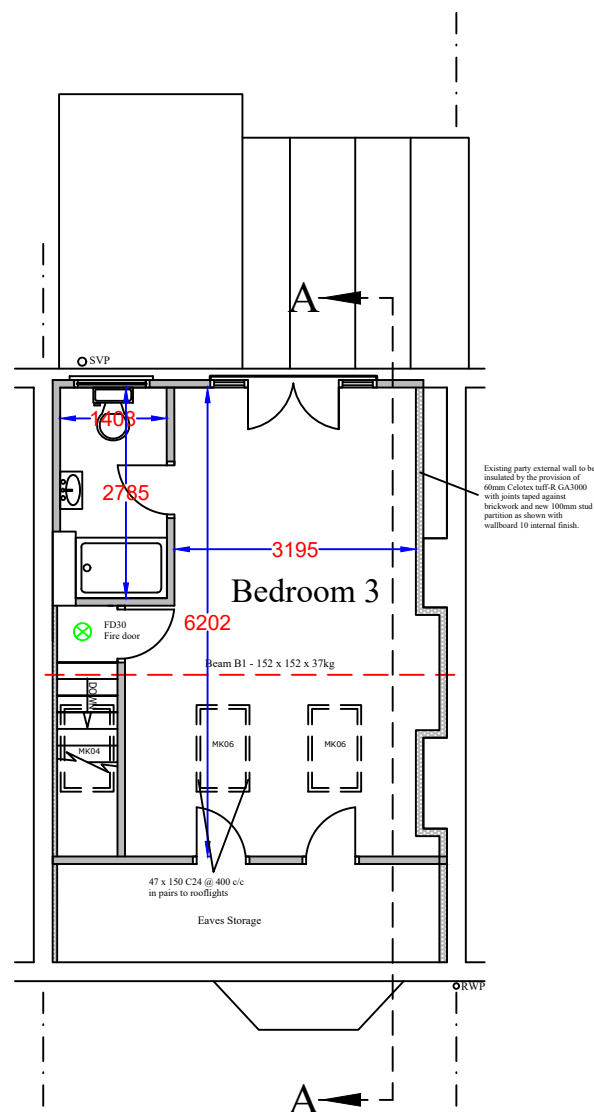 A
SVP
1403
2785
Existing party external wall to be
insulated by the provision of
60mm Celotex tuff-R GA3000
with joints taped against
brickwork and new 100mm stud
partition as shown with
wallboard 10 internal finish.
3195
Bedroom 3
6202
FD30
Fire door
Beam B1 - 152 x 152 x 37kg
DOWN
MK04
MK06
MK06
47 x 150 C24 @ 400 c/c
in pairs to rooflights
Eaves Storage
RWP
A